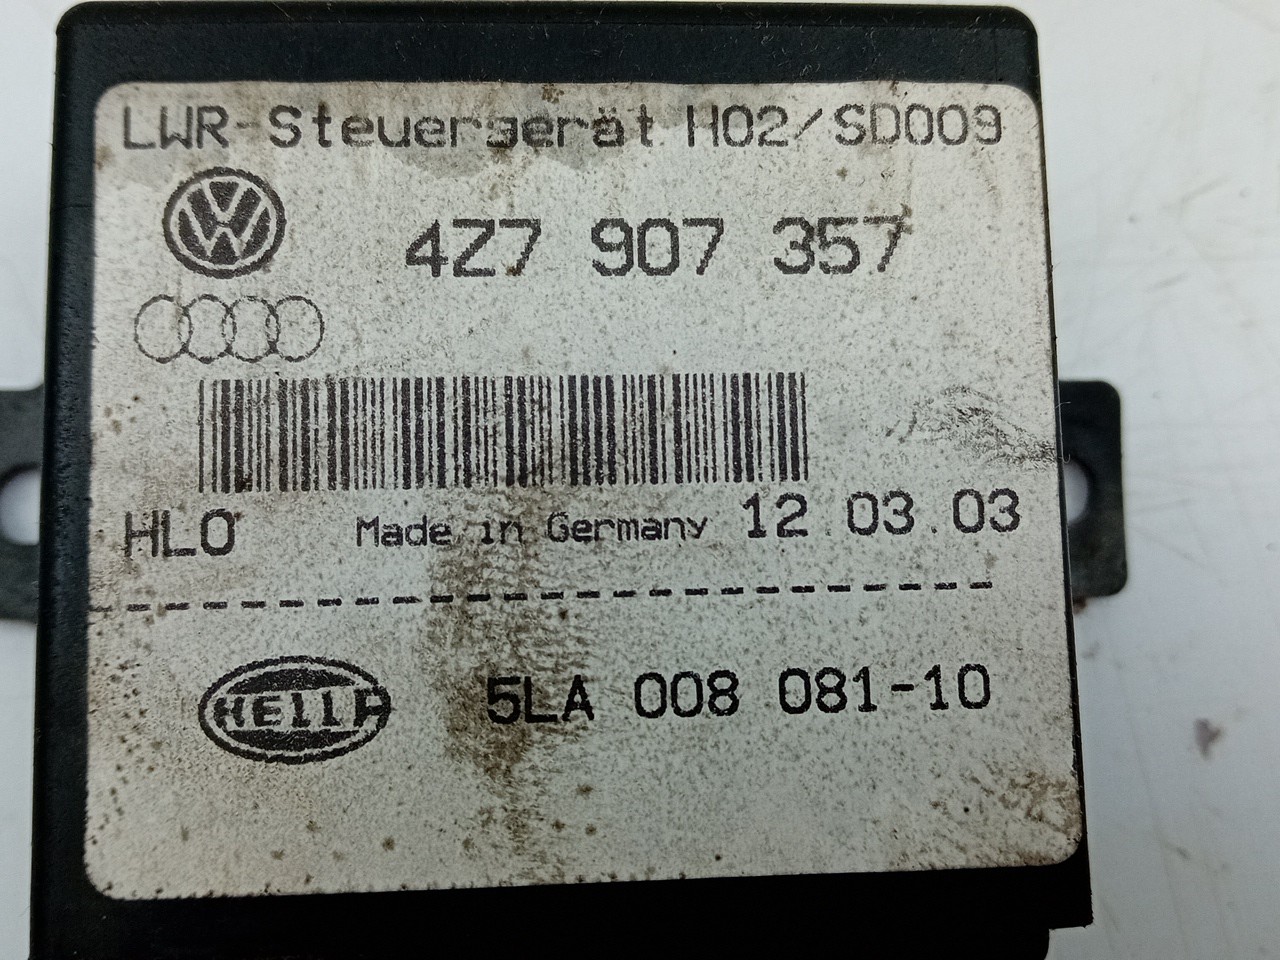 LWR-Steuergerät H02/SD009
4Z7 907 357
HLO Made in Germany 12 03.03
HELLA 5LA 008 081-10